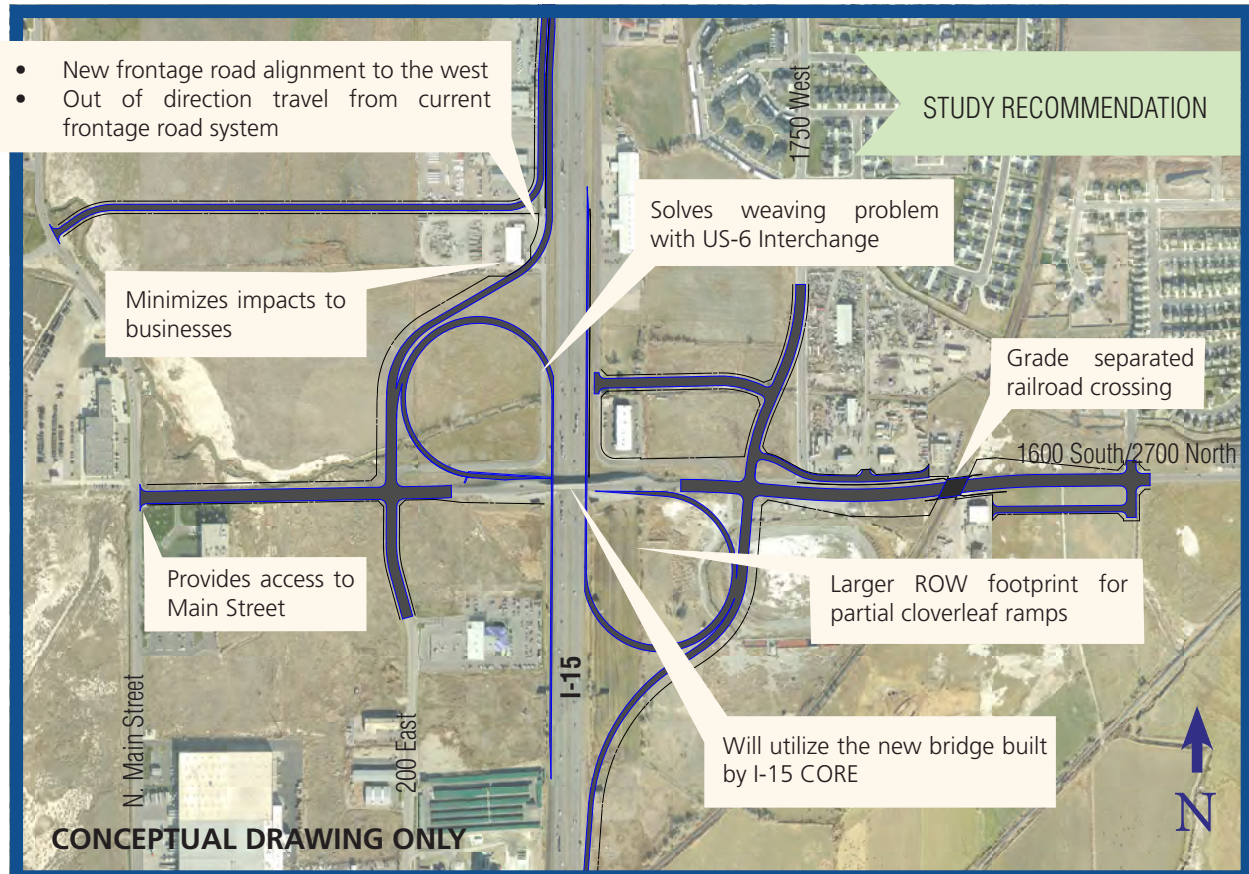 • New frontage road alignment to the west
• Out of direction travel from current
frontage road system
1750 West
STUDY RECOMMENDATION
Solves weaving problem
with US-6 Interchange
Minimizes impacts to
businesses
Grade separated
railroad crossing
1600 South/2700 North
Provides access to
Main Street
Larger ROW footprint for
partial cloverleaf ramps
I-15
N. Main Street
200 East
Will utilize the new bridge built
by I-15 CORE
N
CONCEPTUAL DRAWING ONLY